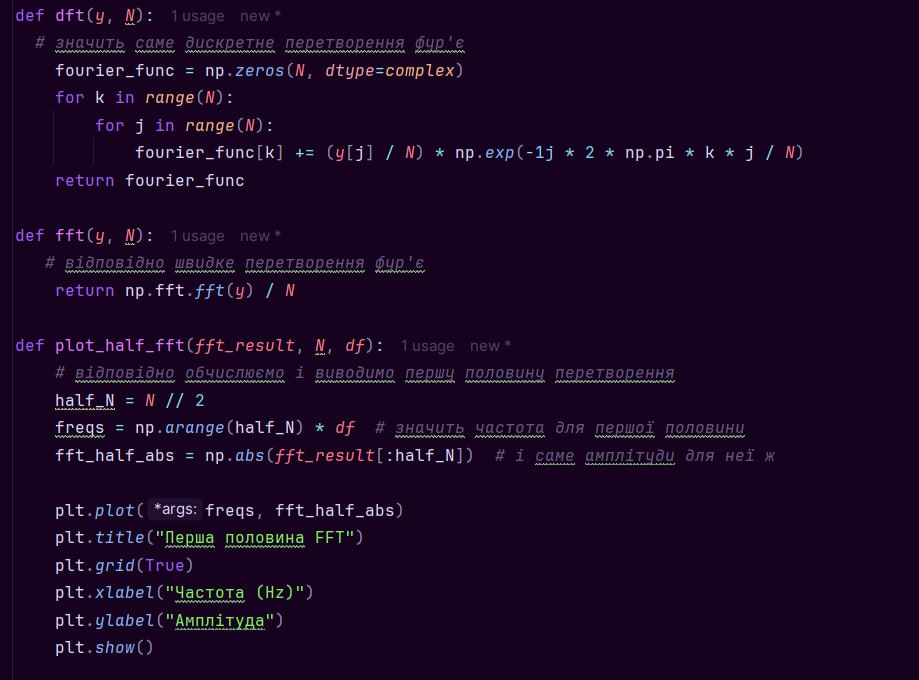 def dft(y, N): 1 usage new *
# значить саме дискретне перетворення фур'є
fourier_func = np.zeros(N, dtype=complex)
for k in range(N):
for j in range(N):
fourier_func[k] += (y[j] / N) * np.exp(-1j * 2 * np.pi * k * j / N)
return fourier_func
def fft(y, N): 1 usage new *
# відповідно швидке перетворення фур'є
return np.fft.fft(y) / N
def plot_half_fft(fft_result, N, df): 1 usage new *
# відповідно обчислюємо і виводимо першу половину перетворення
half_N = N // 2
freqs = np.arange(half_N) * df # значить частота для першої половини
fft_half_abs = np.abs(fft_result[:half_N]) # і саме амплітуди для неї ж
plt.plot( *args: freqs, fft_half_abs)
plt.title("Перша половина FFT")
plt.grid(True)
plt.xlabel("Частота (Hz)")
plt.ylabel("Амплітуда")
plt.show()